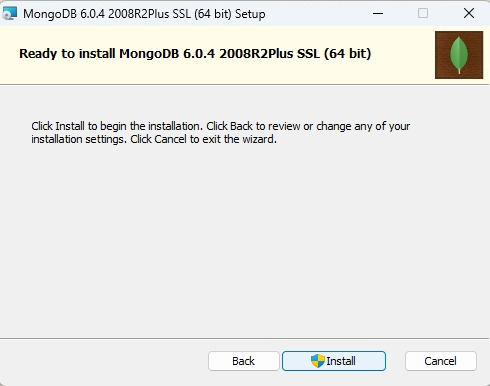 MongoDB 6.0.4 2008R2Plus SSL (64 bit) Setup
Ready to install MongoDB 6.0.4 2008R2Plus SSL (64 bit)
Click Install to begin the installation. Click Back to review or change any of your
installation settings. Click Cancel to exit the wizard.
Back Install Cancel